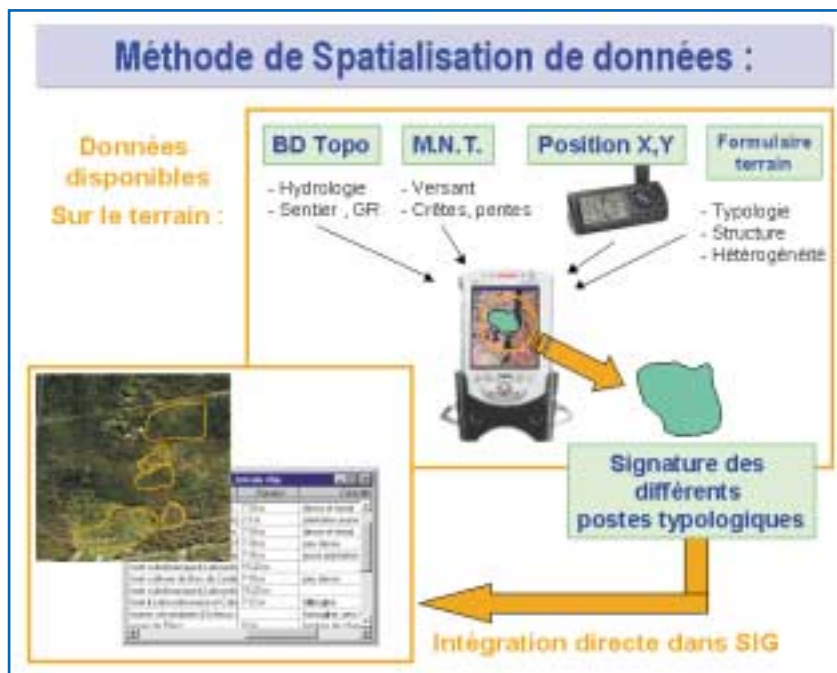 Méthode de Spatialisation de données :
Données
disponibles
Sur le terrain :
BD Topo
- Hydrologie
- Sentier , GR
M.N.T.
- Versant
- Crêtes, pentes
Position X,Y
Formulaire
terrain
- Typologie
- Structure
- Hétérogénéité
Signature des
différents
postes typologiques
Intégration directe dans SIG